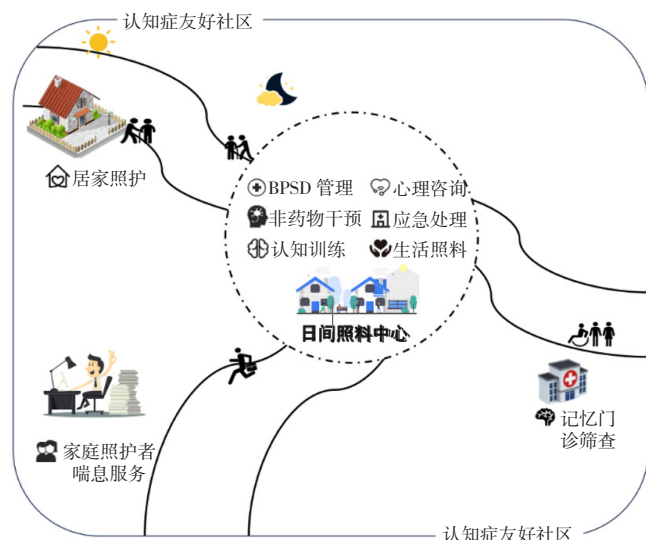 认知症友好社区
居家照护
BPSD 管理
心理咨询
非药物干预
应急处理
认知训练
生活照料
日间照料中心
记忆门
诊筛查
家庭照护者
喘息服务
认知症友好社区